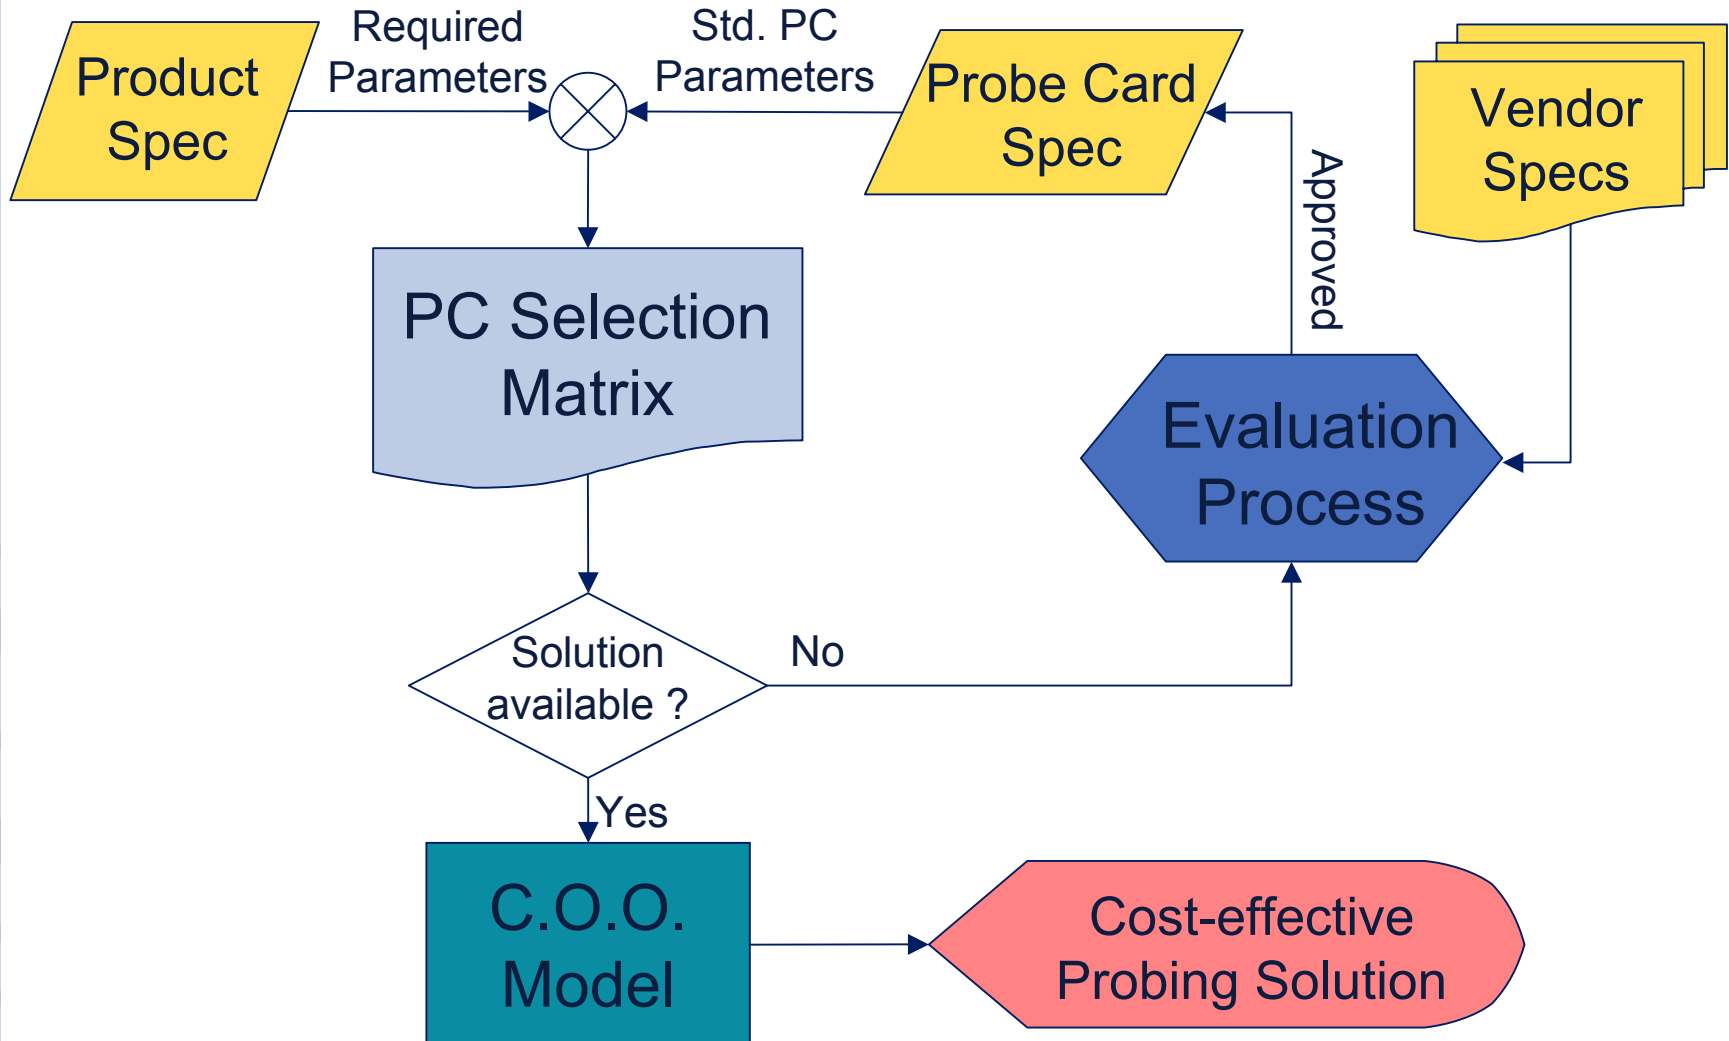 Product
Spec
Required
Parameters
Std. PC
Parameters
Probe Card
Spec
Vendor
Specs
Approved
PC Selection
Matrix
Evaluation
Process
Solution
available ?
No
Yes
C.O.O.
Model
Cost-effective
Probing Solution